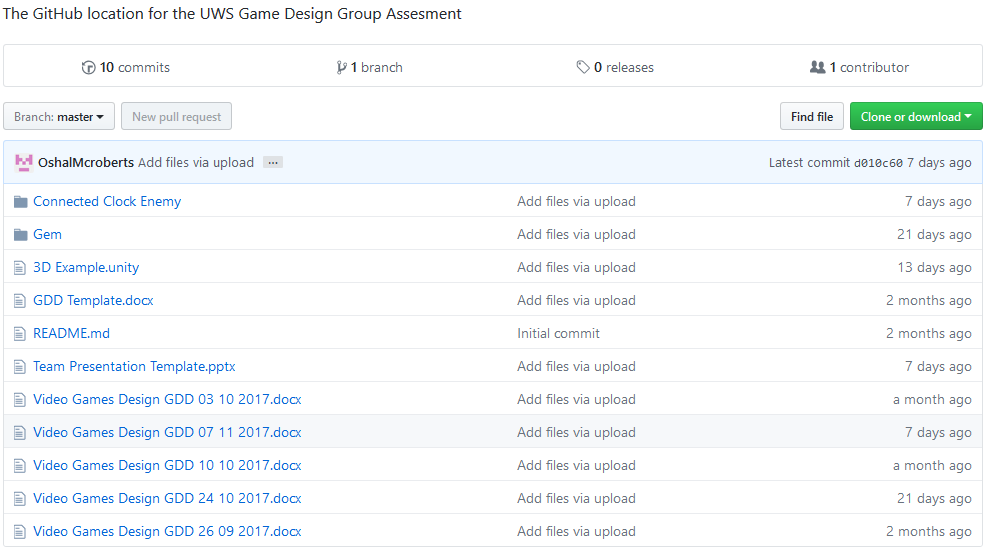 The GitHub location for the UWS Game Design Group Assesment
10 commits 1 branch 0 releases 1 contributor
Branch: master New pull request Find file Clone or download
OshalMcroberts Add files via upload ... Latest commit d010c60 7 days ago
Connected Clock Enemy Add files via upload 7 days ago
Gem Add files via upload 21 days ago
3D Example.unity Add files via upload 13 days ago
GDD Template.docx Add files via upload 2 months ago
README.md Initial commit 2 months ago
Team Presentation Template.pptx Add files via upload 7 days ago
Video Games Design GDD 03 10 2017.docx Add files via upload a month ago
Video Games Design GDD 07 11 2017.docx Add files via upload 7 days ago
Video Games Design GDD 10 10 2017.docx Add files via upload a month ago
Video Games Design GDD 24 10 2017.docx Add files via upload 21 days ago
Video Games Design GDD 26 09 2017.docx Add files via upload 2 months ago